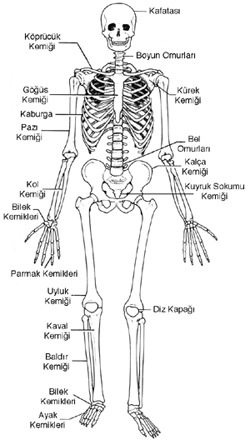 Kafatası
Köprücük
Kemiği
Boyun Omurları
Göğüs
Kemiği
Kürek
Kemiği
Kaburga
Pazı
Kemiği
Bel
Omurları
Kalça
Kemiği
Kol
Kemiği
Kuyruk Sokumu
Kemiği
Bilek
Kemikleri
Parmak Kemikleri
Uyluk
Kemiği
Diz Kapağı
Kaval
Kemiği
Baldır
Kemiği
Bilek
Kemikleri
Ayak
Kemikleri